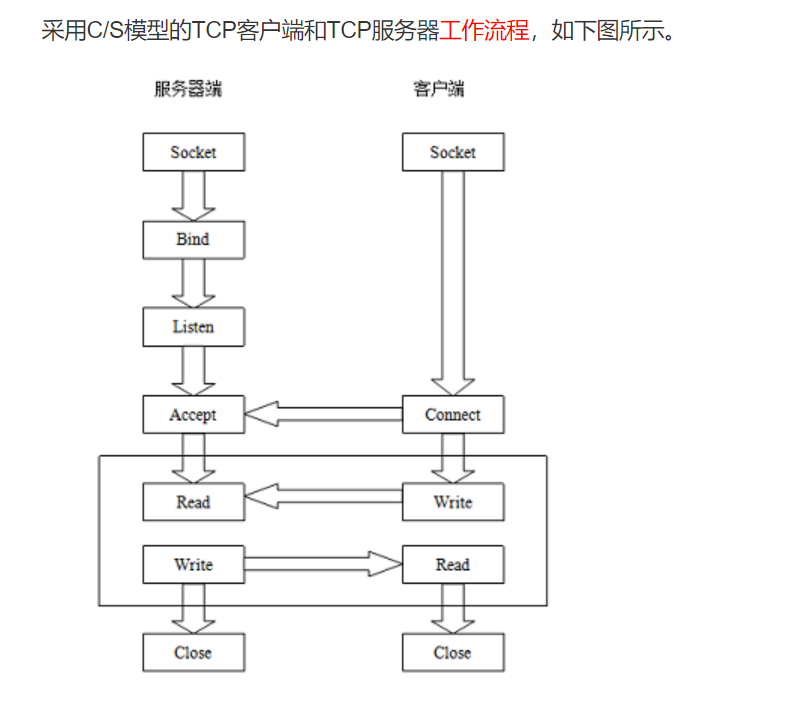 采用C/S模型的TCP客户端和TCP服务器工作流程，如下图所示。
服务器端 客户端
Socket Socket
Bind
Listen
Accept Connect
Read Write
Write Read
Close Close